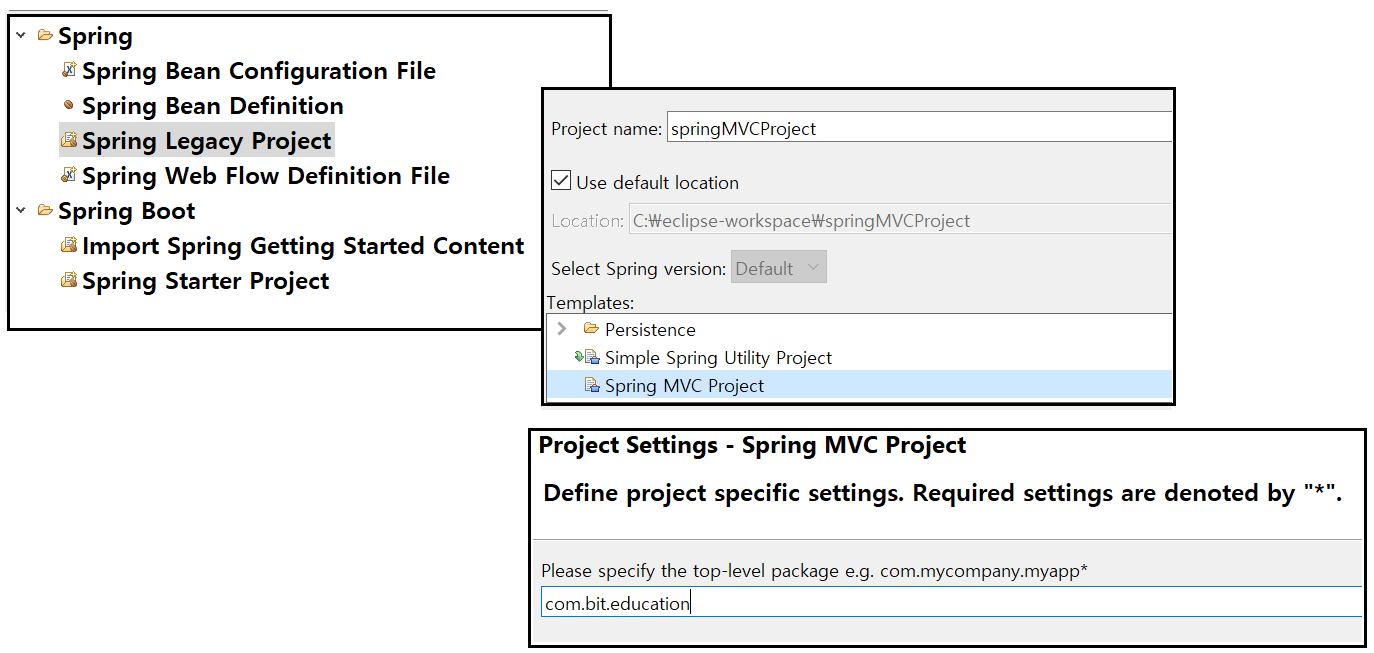 Spring
Spring Bean Configuration File
Spring Bean Definition
Spring Legacy Project
Spring Web Flow Definition File
Spring Boot
Import Spring Getting Started Content
Spring Starter Project
Project name: springMVCProject
Use default location
Location: C:₩eclipse-workspace₩springMVCProject
Select Spring version: Default
Templates:
Persistence
Simple Spring Utility Project
Spring MVC Project
Project Settings - Spring MVC Project
Define project specific settings. Required settings are denoted by "*".
Please specify the top-level package e.g. com.mycompany.myapp*
com.bit.education